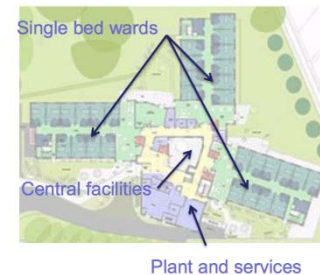 Single bed wards
Central facilities
Plant and services